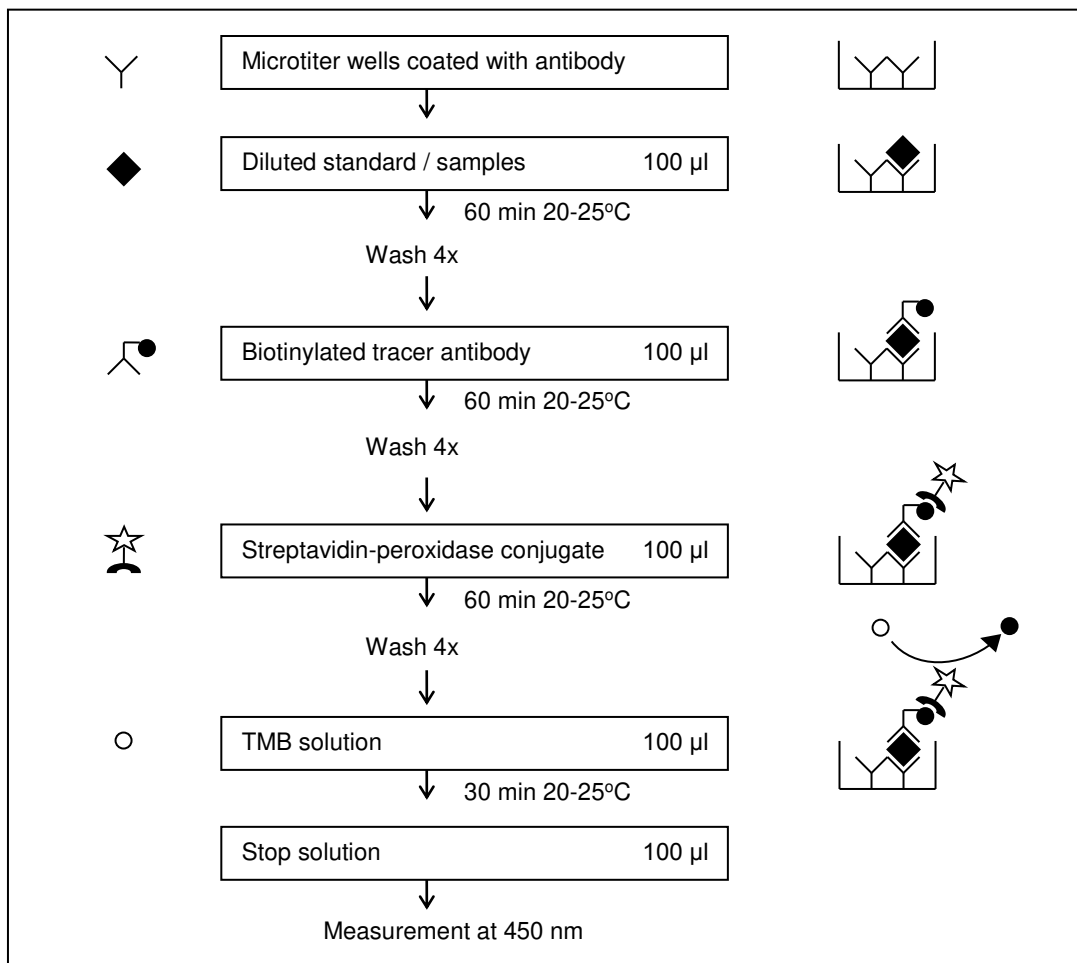 Microtiter wells coated with antibody
Diluted standard / samples 100 µl
60 min 20-25ºC
Wash 4x
Biotinylated tracer antibody 100 µl
60 min 20-25ºC
Wash 4x
Streptavidin-peroxidase conjugate 100 µl
60 min 20-25ºC
Wash 4x
TMB solution 100 µl
30 min 20-25ºC
Stop solution 100 µl
Measurement at 450 nm